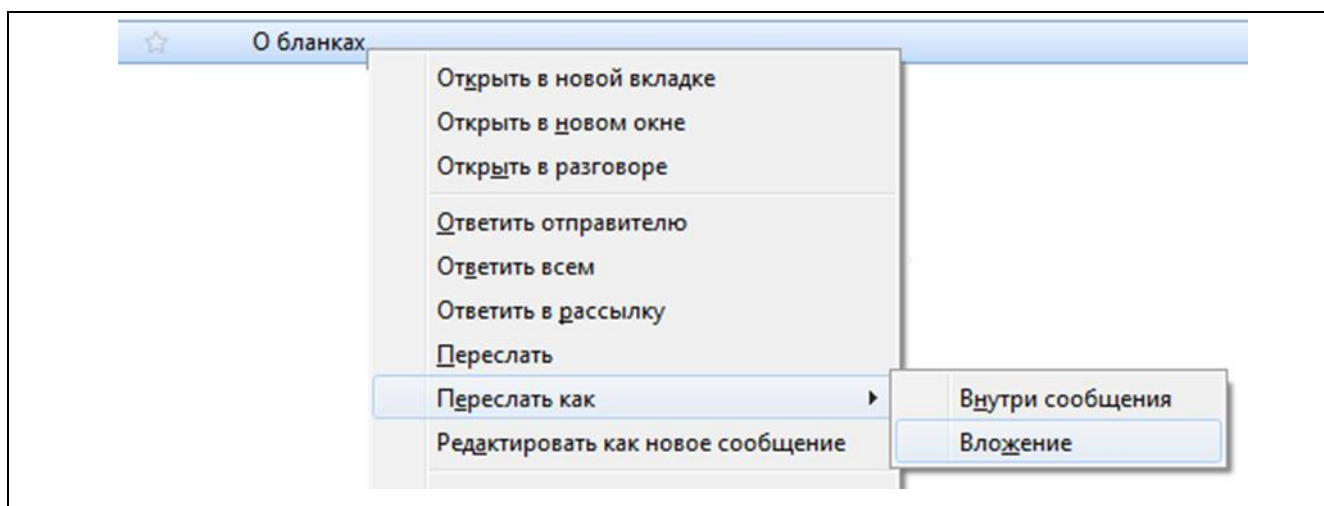 О бланках
Открыть в новой вкладке
Открыть в новом окне
Открыть в разговоре
Ответить отправителю
Ответить всем
Ответить в рассылку
Переслать
Переслать как
Внутри сообщения
Редактировать как новое сообщение
Вложение